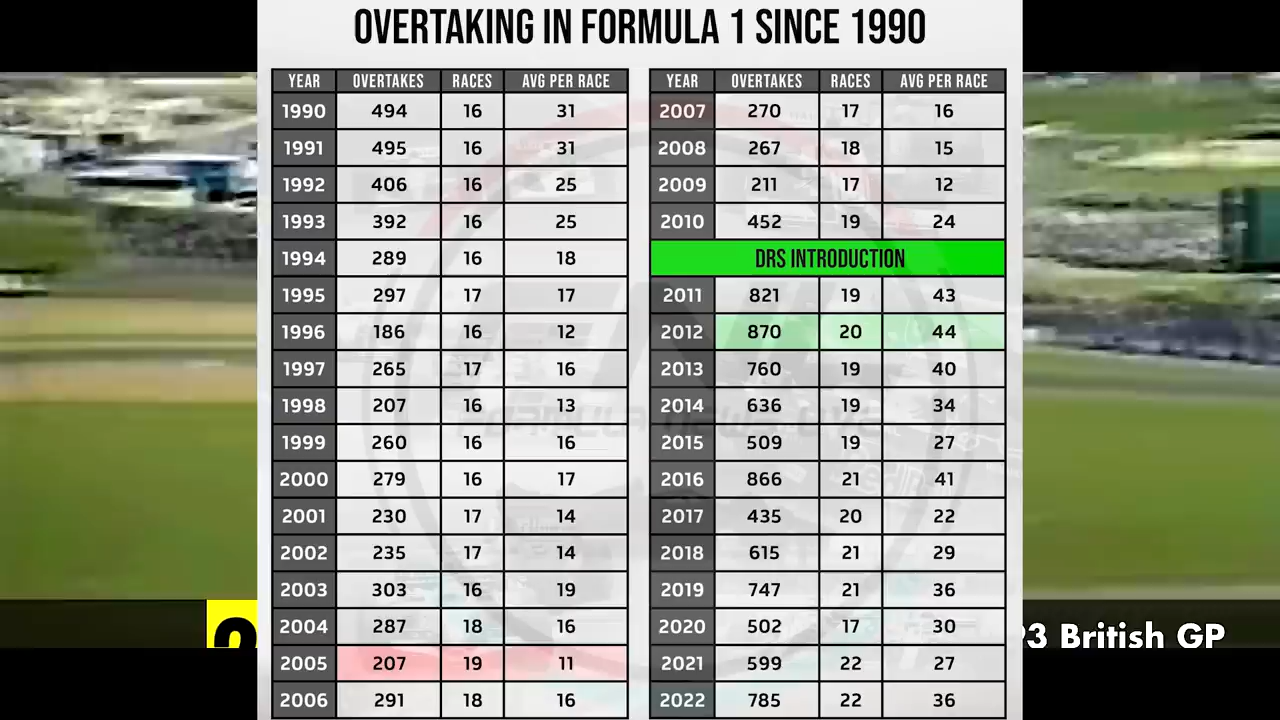 OVERTAKING IN FORMULA 1 SINCE 1990
YEAR OVERTAKES RACES AVG PER RACE
1990 494 16 31
1991 495 16 31
1992 406 16 25
1993 392 16 25
1994 289 16 18
1995 297 17 17
1996 186 16 12
1997 265 17 16
1998 207 16 13
1999 260 16 16
2000 279 16 17
2001 230 17 14
2002 235 17 14
2003 303 16 19
2004 287 18 16
2005 207 19 11
2006 291 18 16
YEAR OVERTAKES RACES AVG PER RACE
2007 270 17 16
2008 267 18 15
2009 211 17 12
2010 452 19 24
DRS INTRODUCTION
2011 821 19 43
2012 870 20 44
2013 760 19 40
2014 636 19 34
2015 509 19 27
2016 866 21 41
2017 435 20 22
2018 615 21 29
2019 747 21 36
2020 502 17 30
2021 599 22 27
2022 785 22 36
FORMULA NEWS LIVE
93 British GP